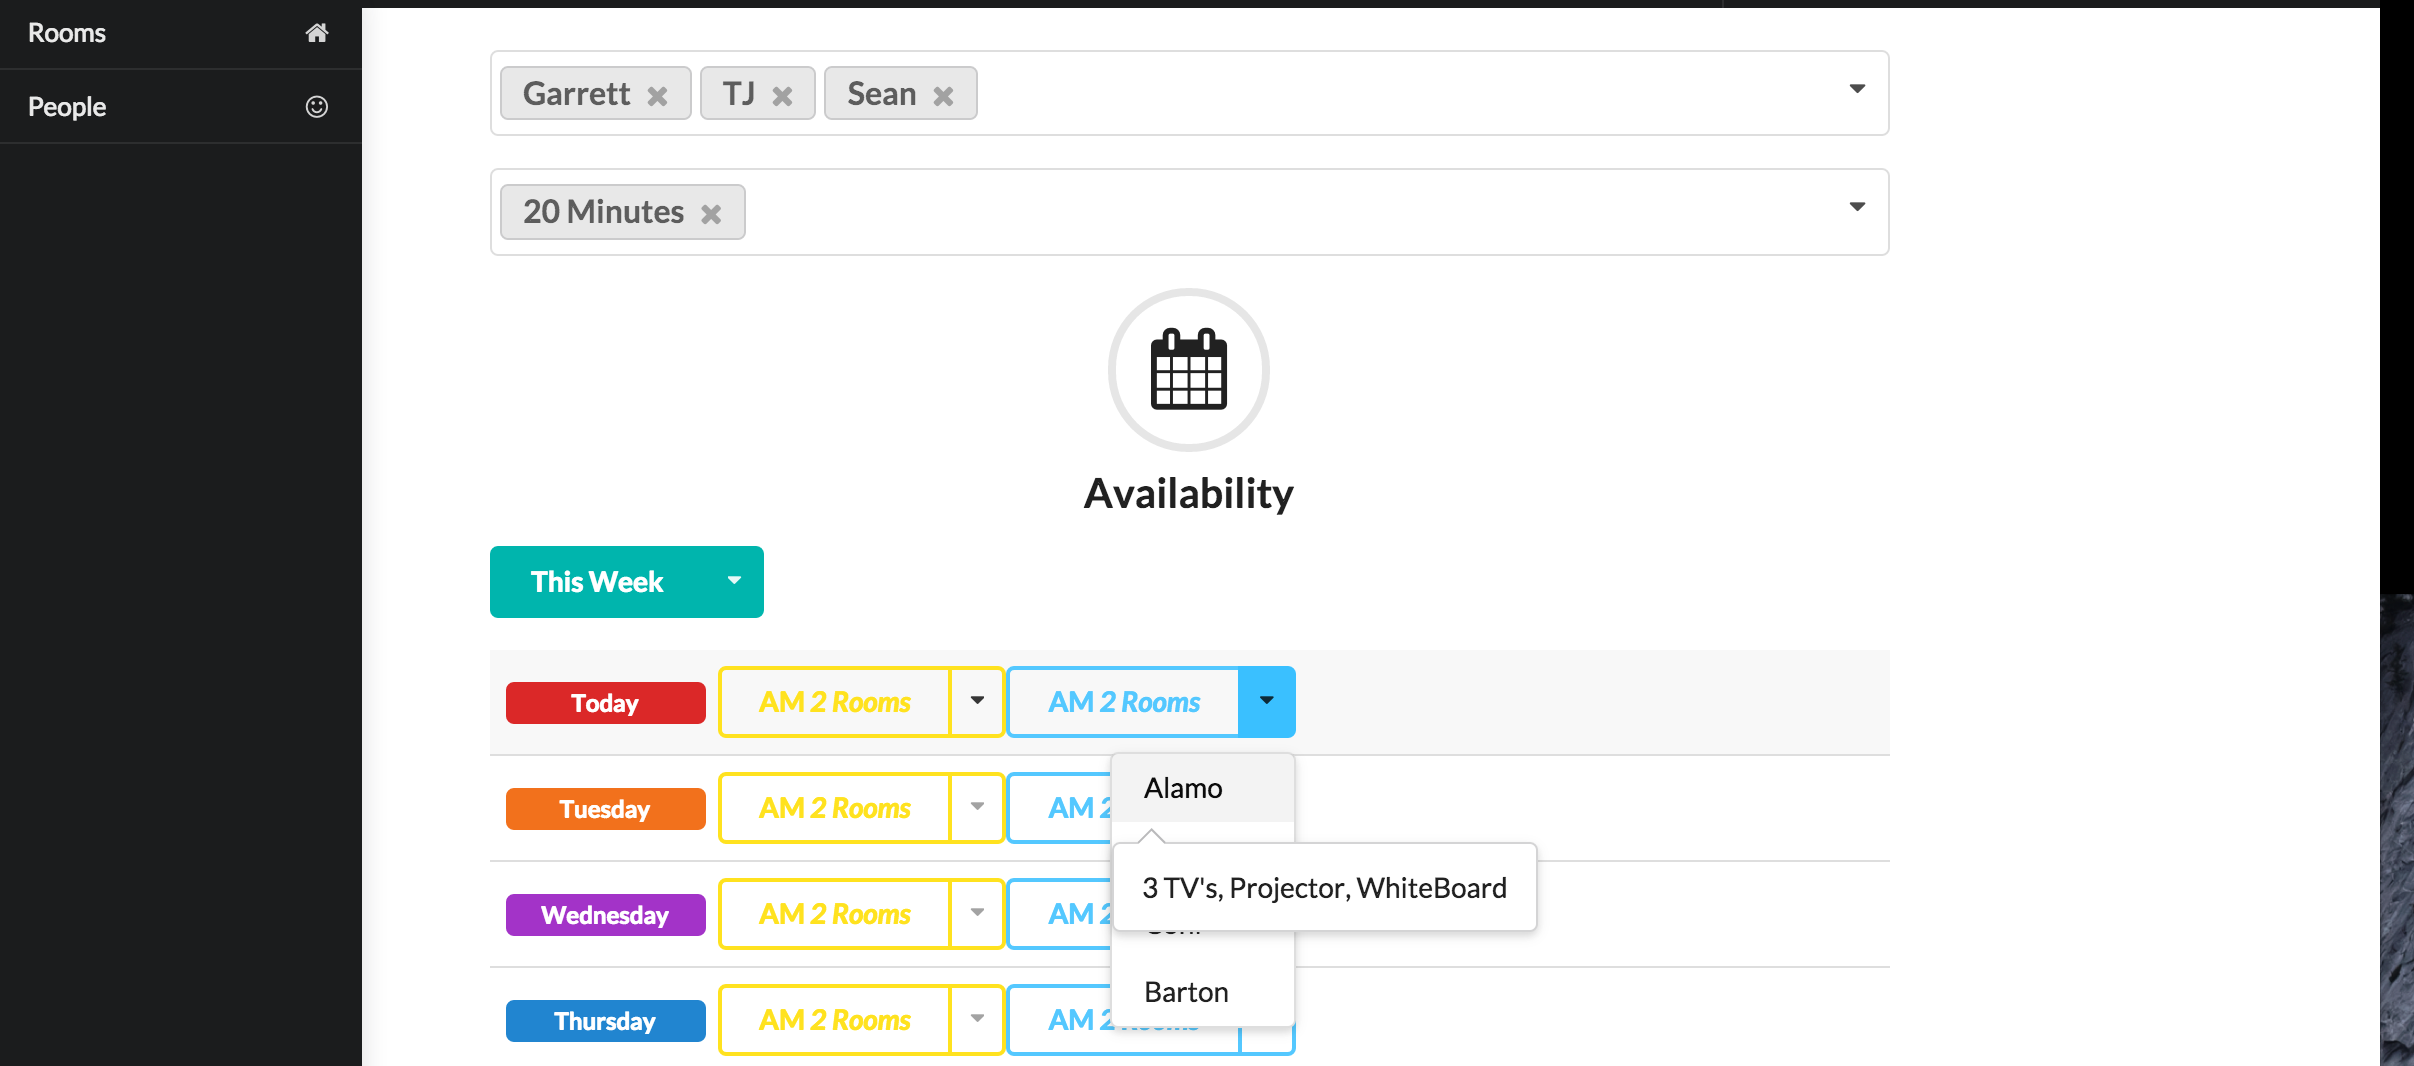 Rooms
People
Garrett TJ Sean
20 Minutes
Availability
This Week
Today AM 2 Rooms AM 2 Rooms
Alamo
Tuesday AM 2 Rooms AM 2
3 TV's, Projector, WhiteBoard
Wednesday AM 2 Rooms AM 2
Barton
Thursday AM 2 Rooms AM 2 Rooms